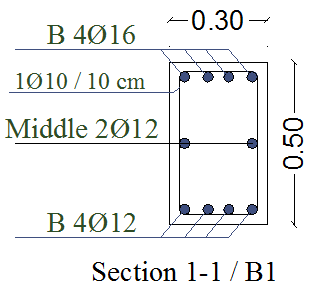 0.30
B 4Ø16
1Ø10 / 10 cm
Middle 2Ø12
0.50
B 4Ø12
Section 1-1 / B1